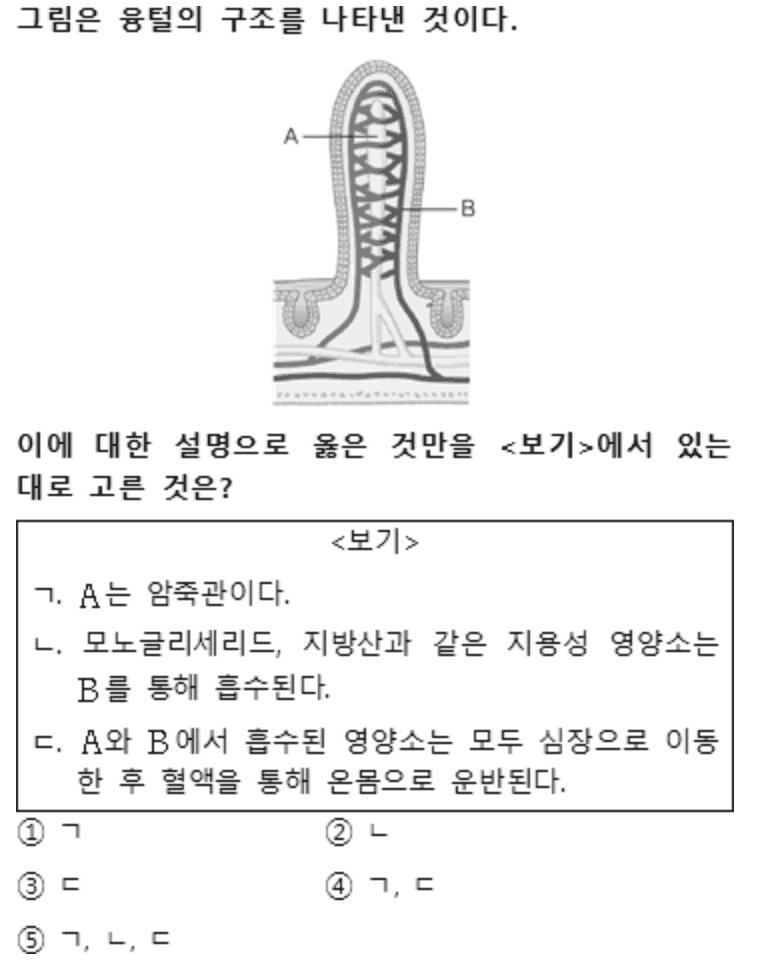 그림은 융털의 구조를 나타낸 것이다.
A
B
이에 대한 설명으로 옳은 것만을 <보기>에서 있는
대로 고른 것은?
<보기>
ㄱ. A는 암죽관이다.
ㄴ. 모노글리세리드, 지방산과 같은 지용성 영양소는
B를 통해 흡수된다.
ㄷ. A와 B에서 흡수된 영양소는 모두 심장으로 이동
한 후 혈액을 통해 온몸으로 운반된다.
① ㄱ ② ㄴ
③ ㄷ ④ ㄱ, ㄷ
⑤ ㄱ, ㄴ, ㄷ